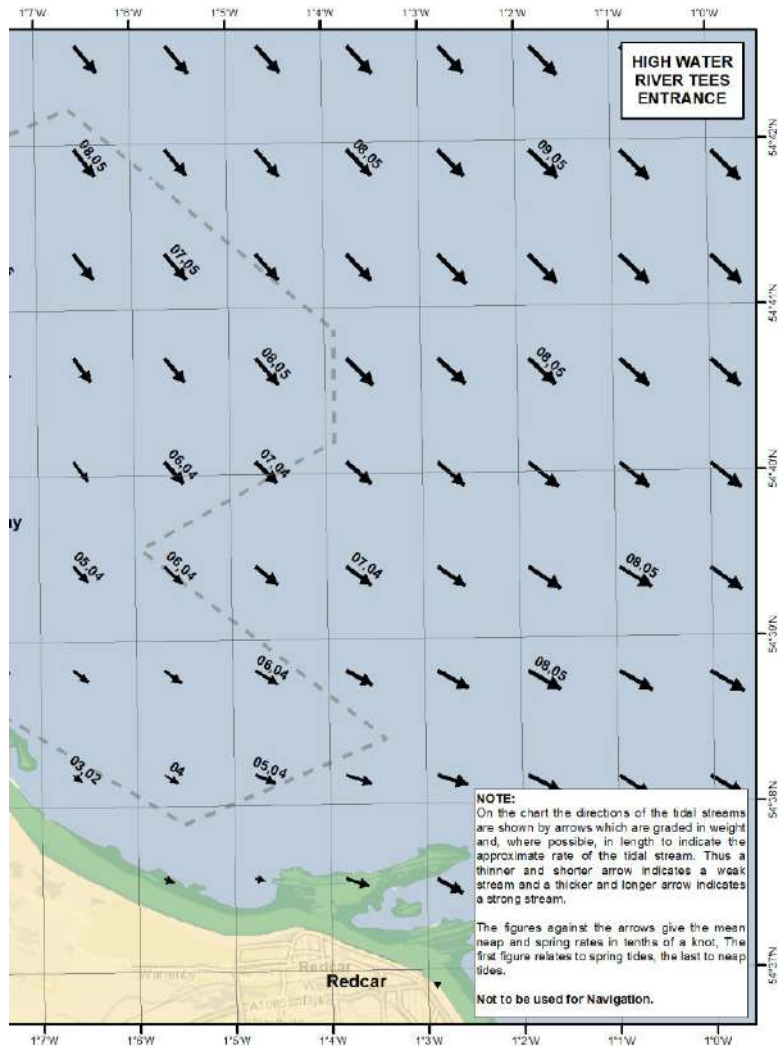 1°7'W 1°6'W 1°5'W 1°4'W 1°3'W 1°2'W 1°1'W 1°0'W
HIGH WATER
RIVER TEES
ENTRANCE
54°42'N
08,05
08,05
09,05
07,05
54°41'N
08,05
08,05
54°40'N
06,04
07,04
ay
05,04
06,04
07,04
08,05
54°39'N
06,04
08,05
03,02
04
05,04
54°38'N
NOTE:
On the chart the directions of the tidal streams
are shown by arrows which are graded in weight
and, where possible, in length to indicate the
approximate rate of the tidal stream. Thus a
thinner and shorter arrow indicates a weak
stream and a thicker and longer arrow indicates
a strong stream.
The figures against the arrows give the mean
neap and spring rates in tenths of a knot, The
first figure relates to spring tides, the last to neap
tides.
Not to be used for Navigation.
54°37'N
Warrenby
Redcar
Redcar
1°7'W 1°6'W 1°5'W 1°4'W 1°3'W 1°2'W 1°1'W 1°0'W